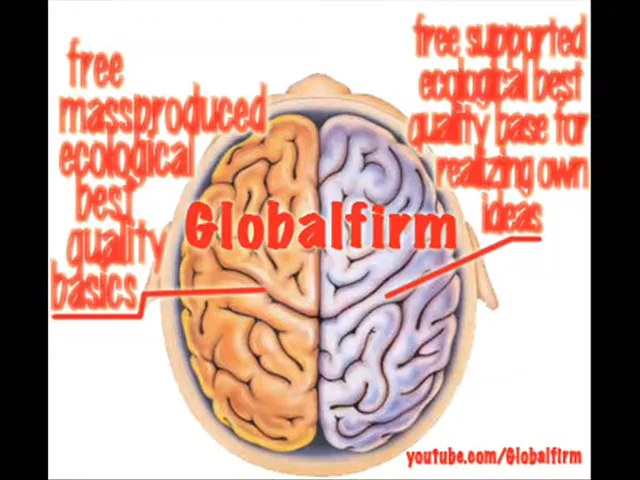 free
massproduced
ecological
best
quality
basics
free supported
ecological best
quality base for
realizing own
ideas
Globalfirm
youtube.com/Globalfirm